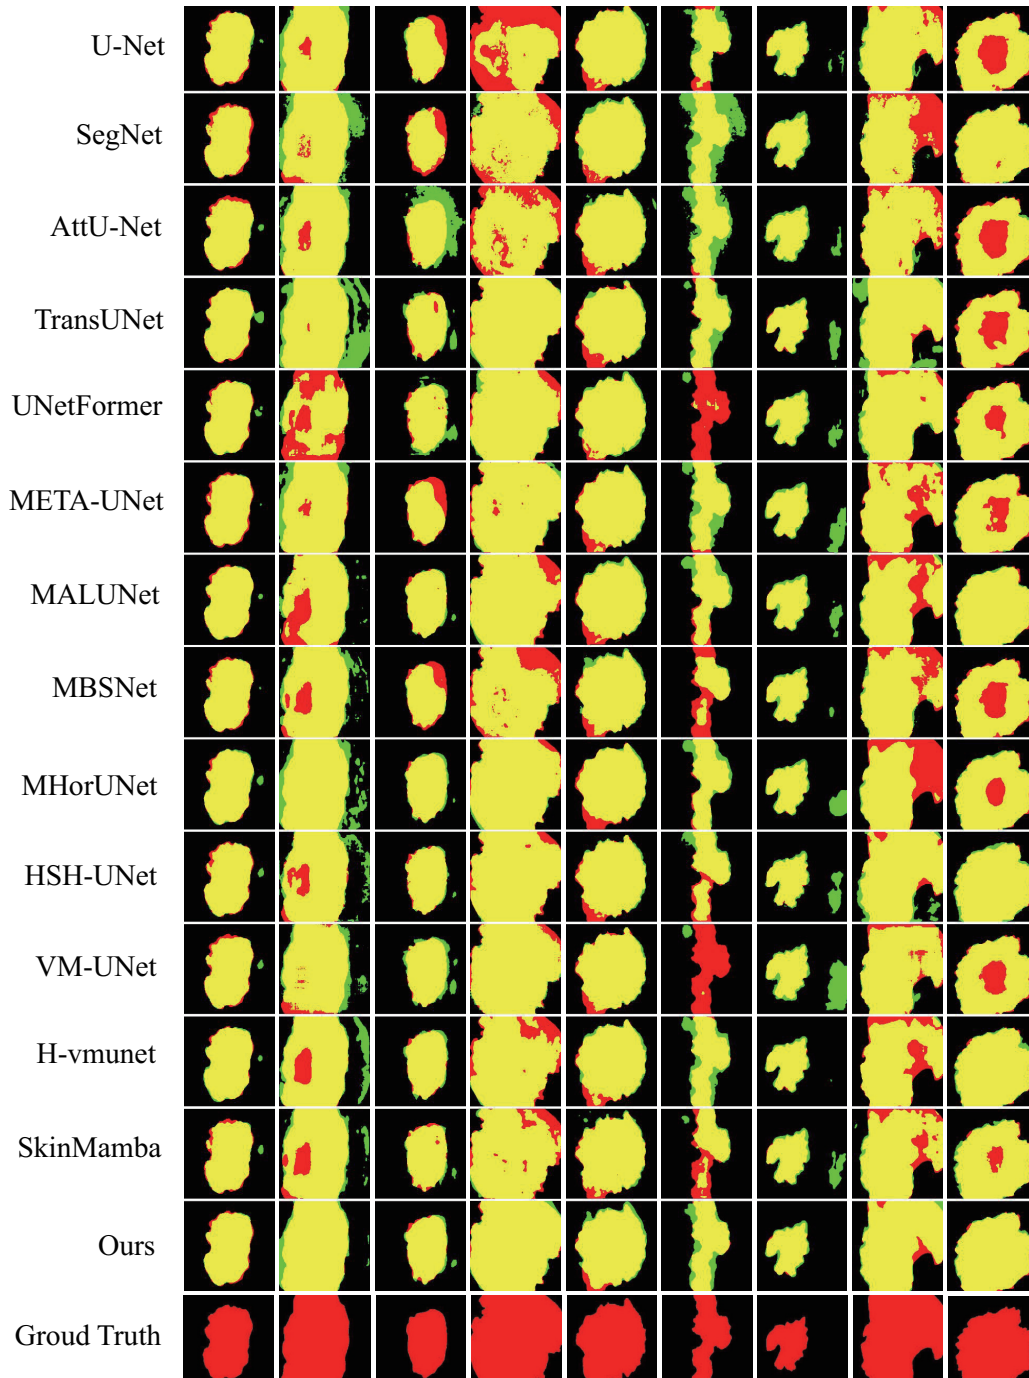 U-Net
SegNet
AttU-Net
TransUNet
UNetFormer
META-UNet
MALUNet
MBSNet
MHorUNet
HSH-UNet
VM-UNet
H-vmunet
SkinMamba
Ours
Groud Truth